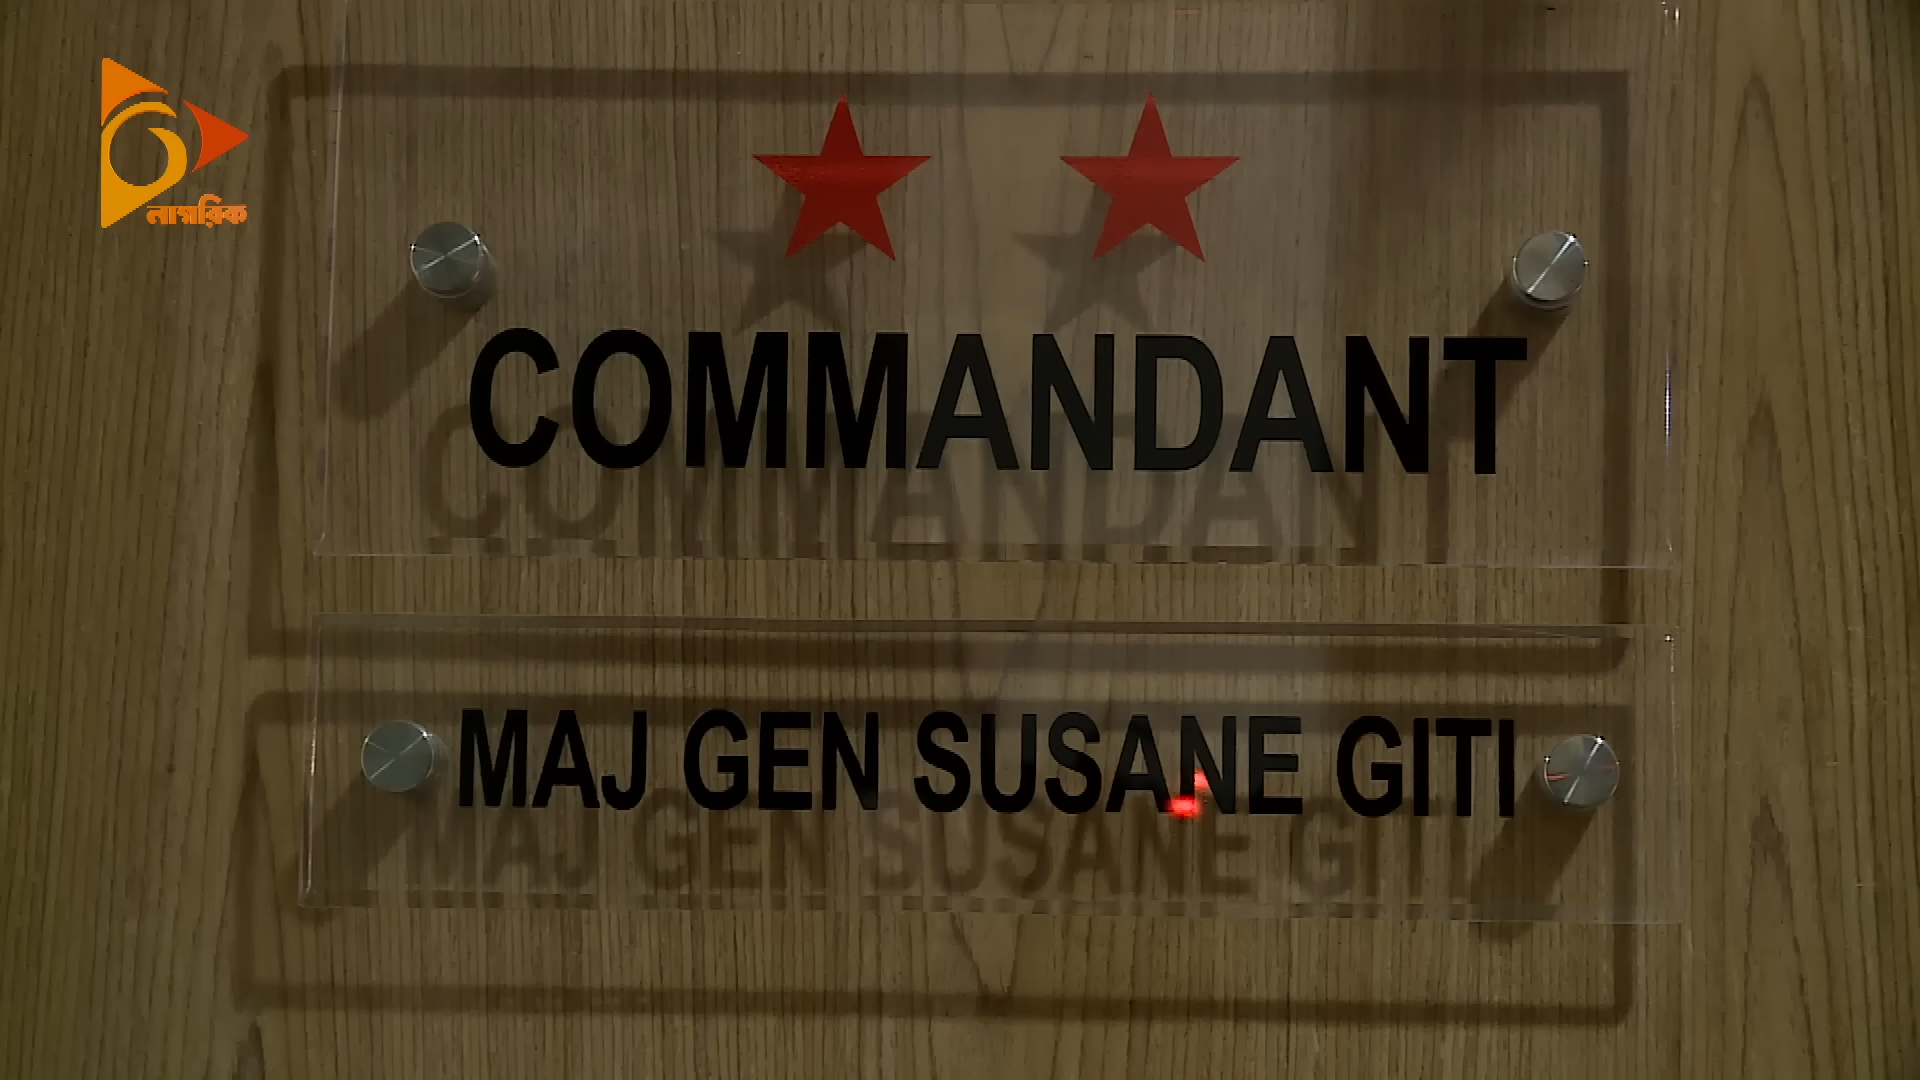 নাগরিক
COMMANDANT
MAJ GEN SUSANE GITI